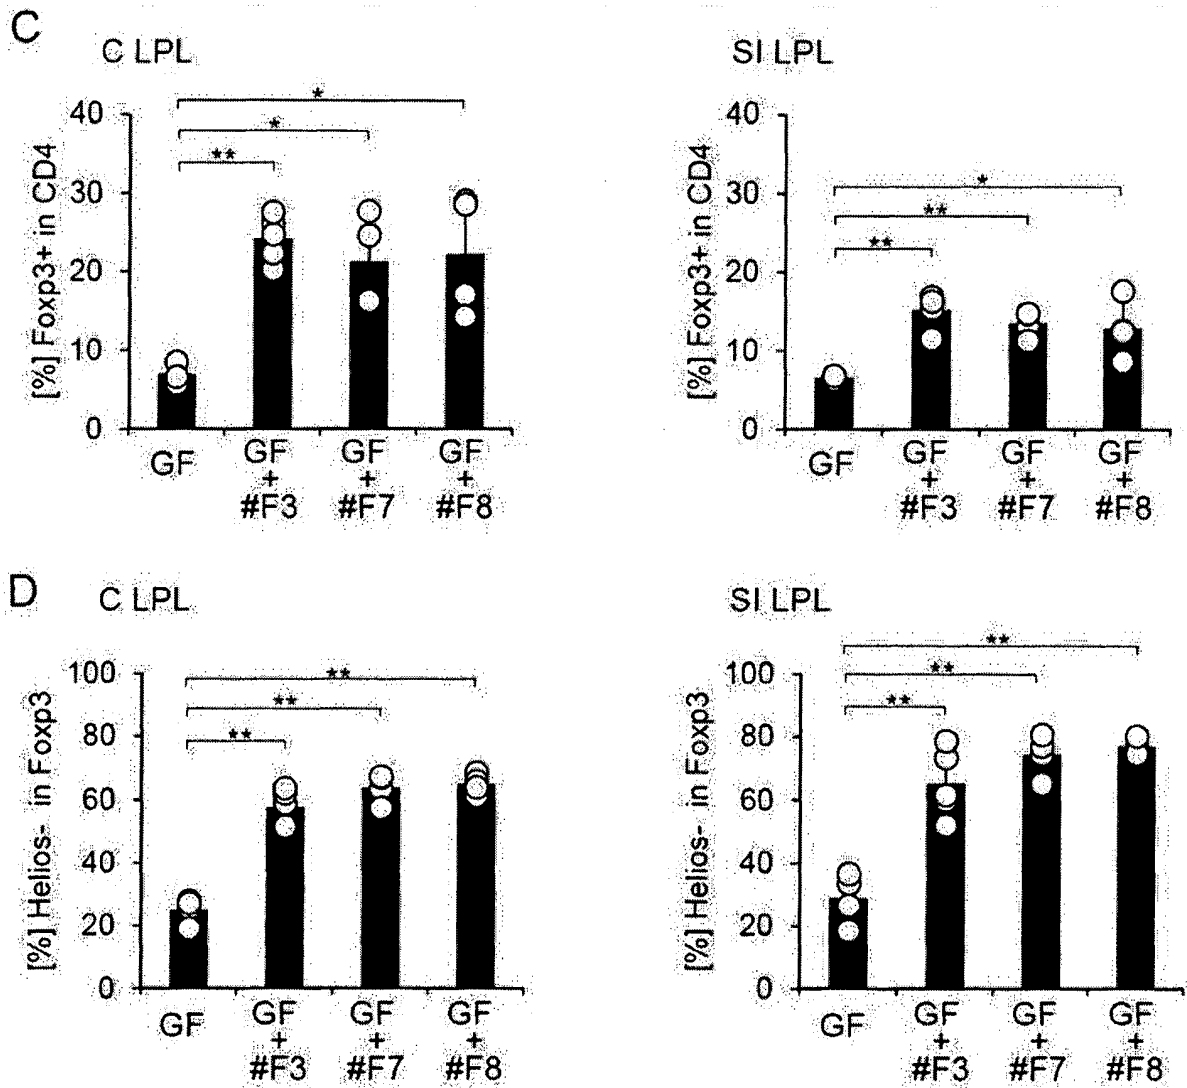 C
C LPL
[%] Foxp3+ in CD4
40
30
20
10
0
*
*
**
GF
GF + #F3
GF + #F7
GF + #F8
SI LPL
[%] Foxp3+ in CD4
40
30
20
10
0
*
**
**
GF
GF + #F3
GF + #F7
GF + #F8
D
C LPL
[%] Helios- in Foxp3
100
80
60
40
20
0
**
**
**
GF
GF + #F3
GF + #F7
GF + #F8
SI LPL
[%] Helios- in Foxp3
100
80
60
40
20
0
**
**
**
GF
GF + #F3
GF + #F7
GF + #F8